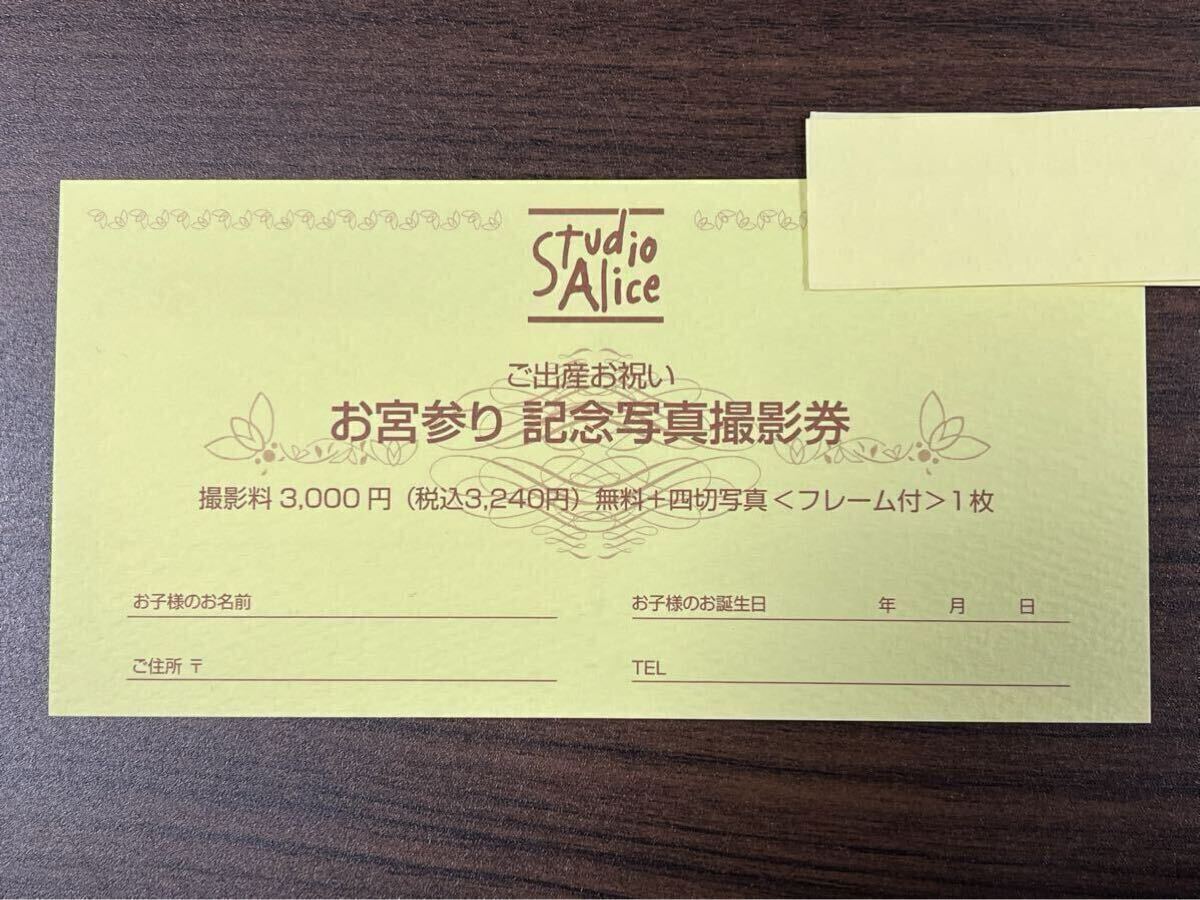 Studio
Alice
ご出産お祝い
お宮参り 記念写真撮影券
撮影料 3,000 円（税込3,240円）無料＋四切写真＜フレーム付＞1枚
お子様のお名前
お子様のお誕生日 年 月 日
ご住所 〒
TEL